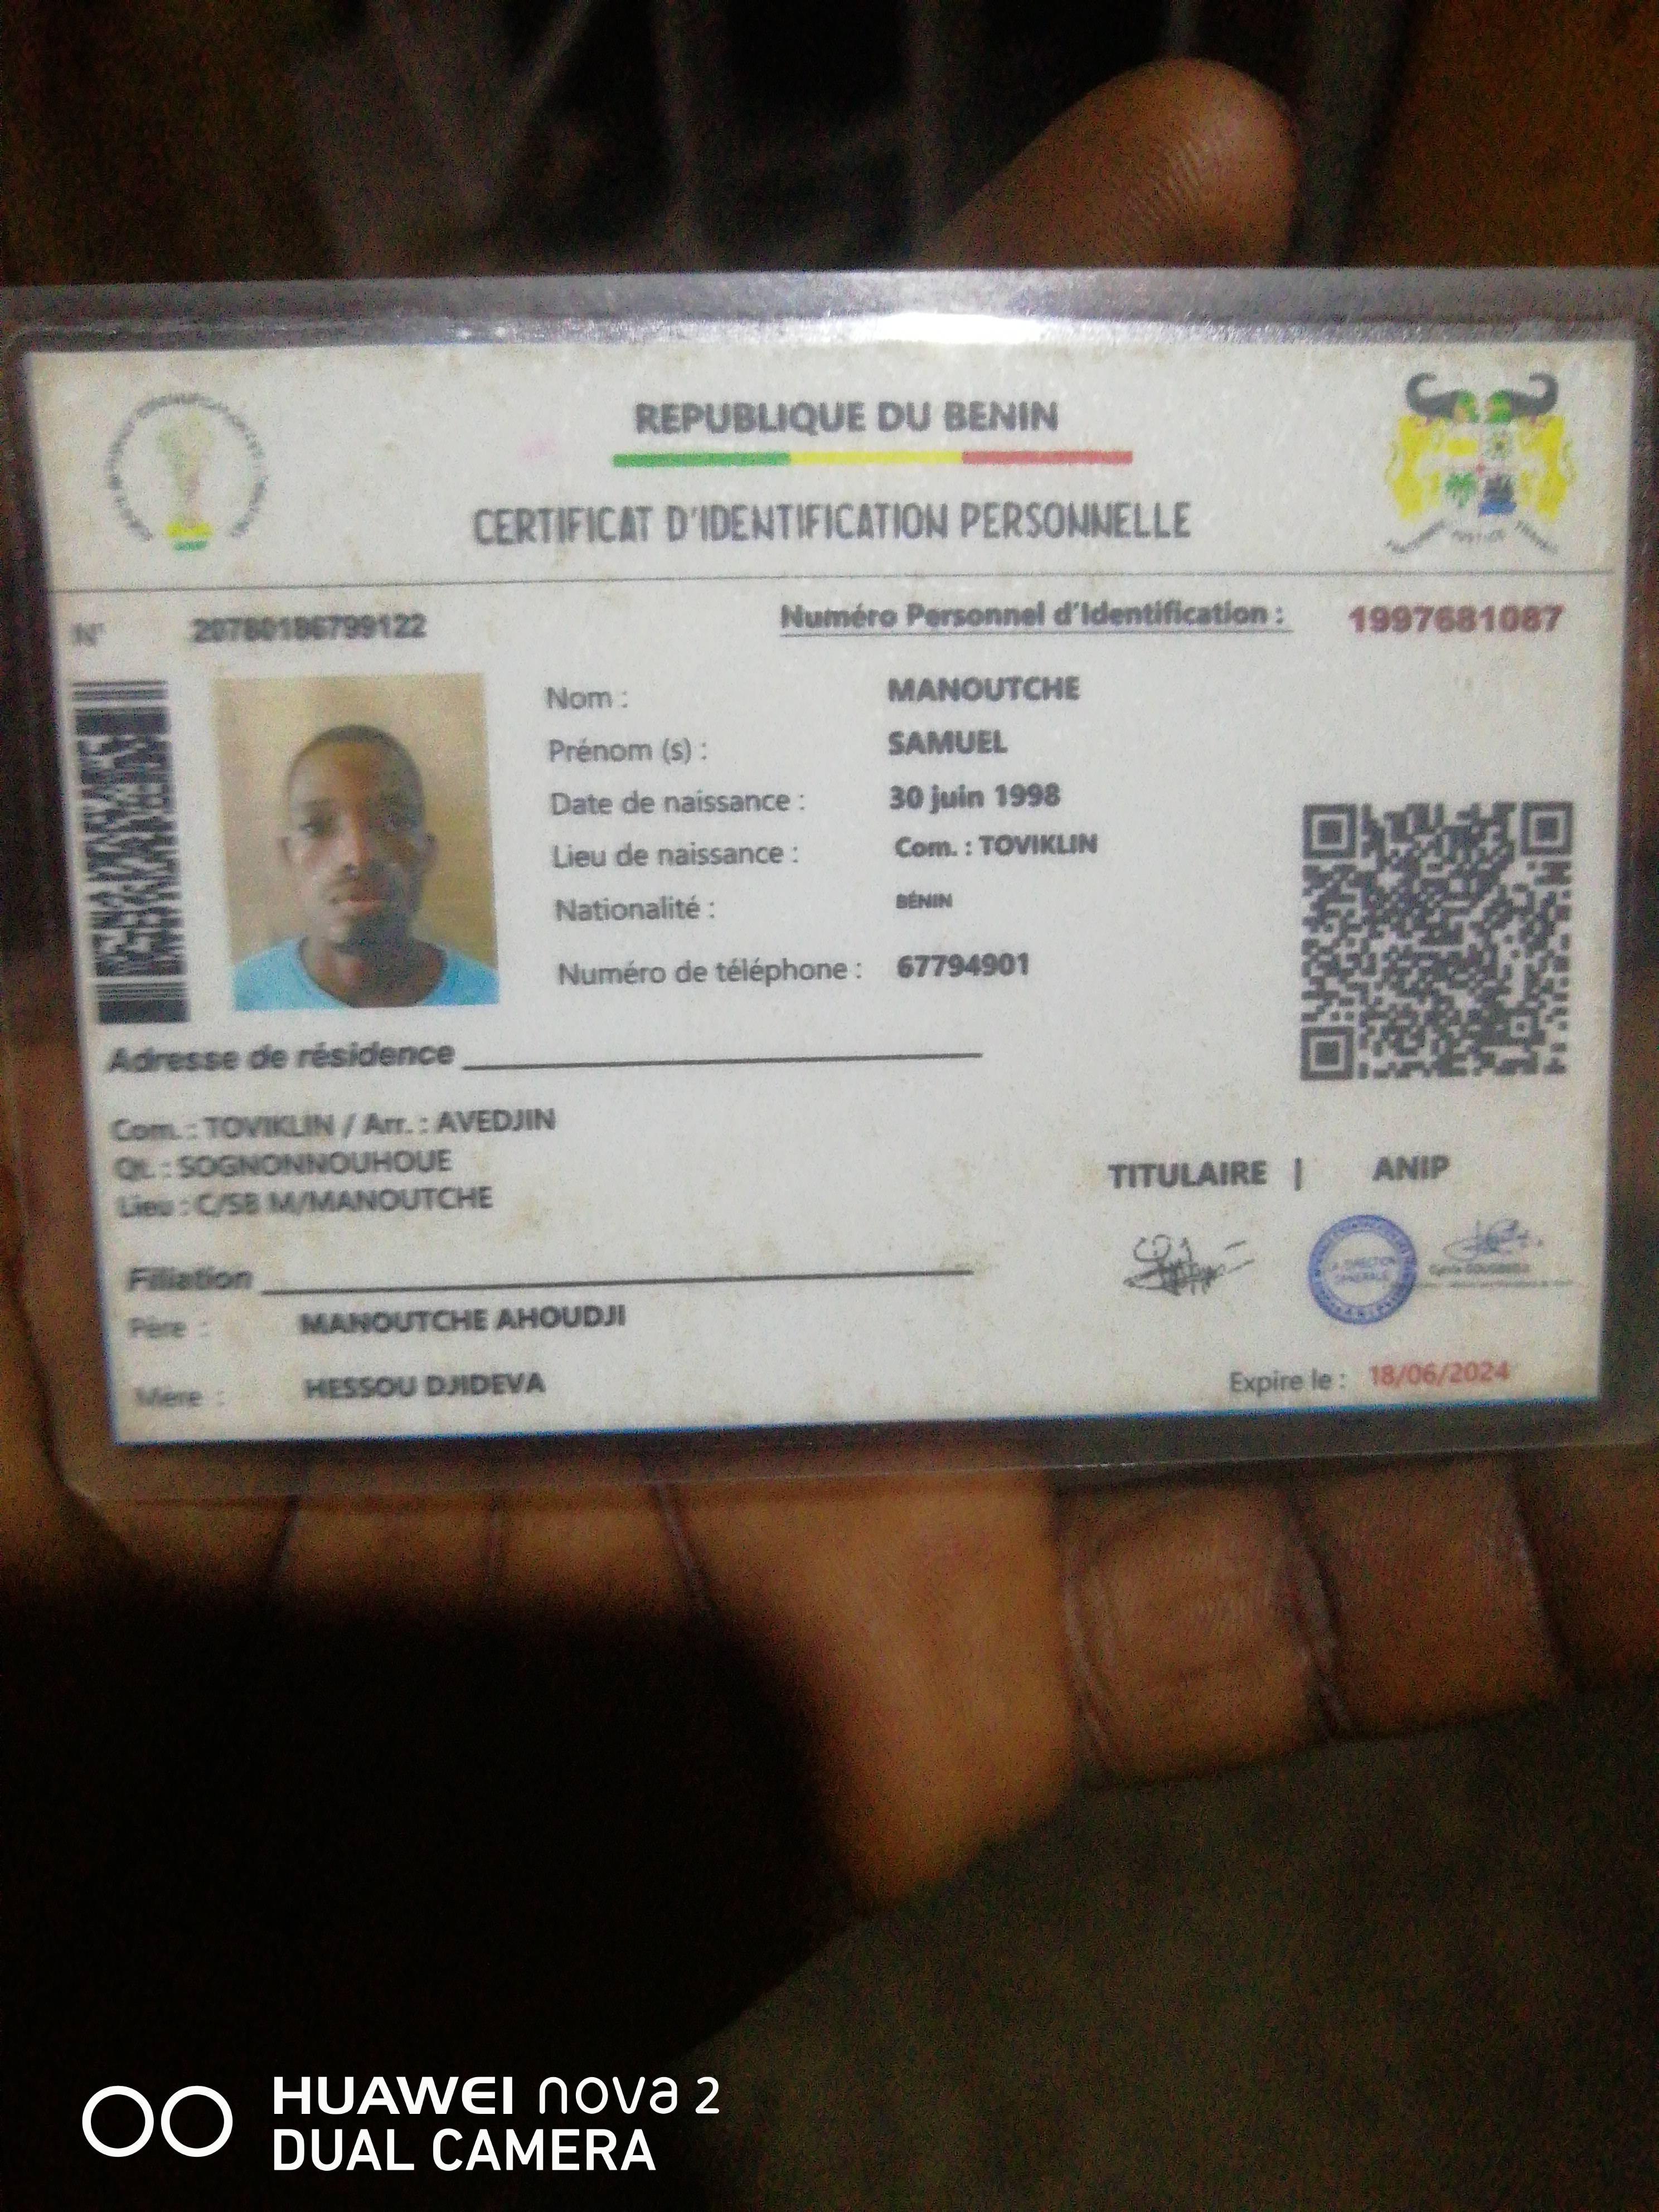 REPUBLIQUE DU BENIN
CERTIFICAT D'IDENTIFICATION PERSONNELLE
N° 20780186799122
Numéro Personnel d'Identification : 1997681087
Nom : MANOUTCHE
Prénom (s) : SAMUEL
Date de naissance : 30 juin 1998
Lieu de naissance : Com. : TOVIKLIN
Nationalité : BÉNIN
Numéro de téléphone : 67794901
Adresse de résidence
Com. : TOVIKLIN / Arr. : AVEDJIN
Qt. : SOGNONNOUHOUE
Lieu : C/SB M/MANOUTCHE
TITULAIRE | ANIP
LA DIRECTION
GENERALE
Filiation
Père : MANOUTCHE AHOUDJI
Mère : HESSOU DJIDEVA
Expire le : 18/06/2024
HUAWEI nova 2
DUAL CAMERA